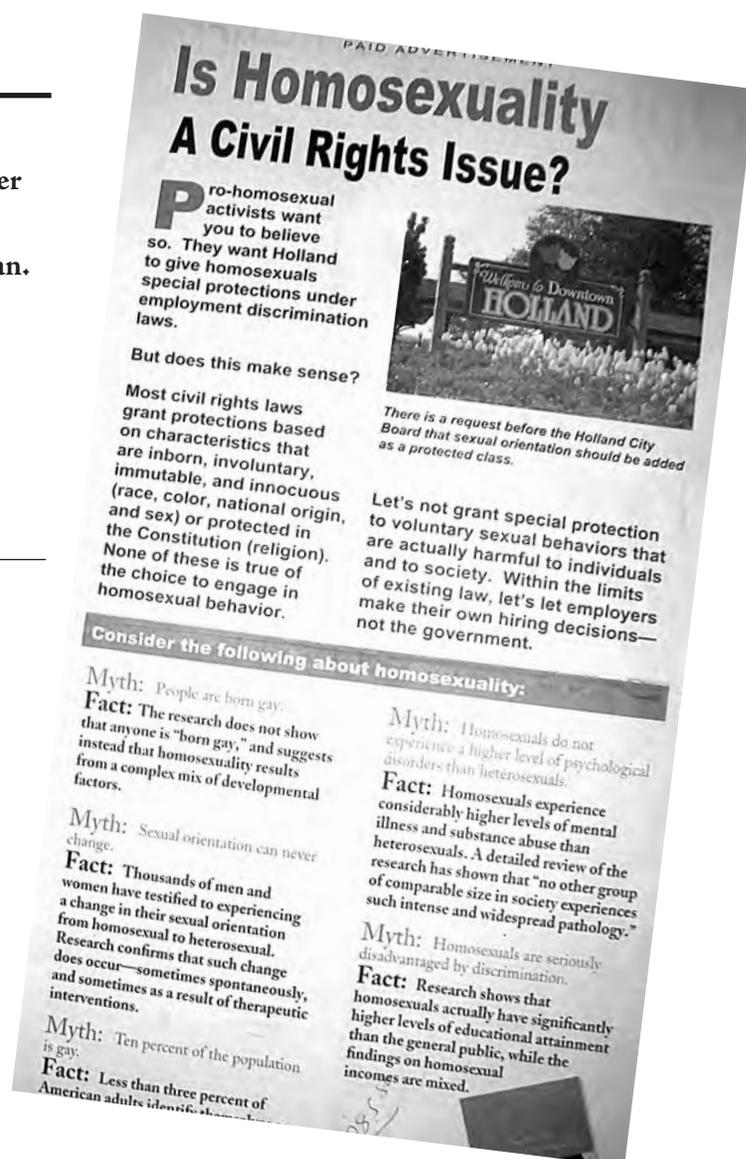 er
an.
PAID ADVERTISEMENT
Is Homosexuality
A Civil Rights Issue?
Pro-homosexual
activists want
you to believe
so. They want Holland
to give homosexuals
special protections under
employment discrimination
laws.
But does this make sense?
Most civil rights laws
grant protections based
on characteristics that
are inborn, involuntary,
immutable, and innocuous
(race, color, national origin,
and sex) or protected in
the Constitution (religion).
None of these is true of
the choice to engage in
homosexual behavior.
Welkom to Downtown
HOLLAND
There is a request before the Holland City
Board that sexual orientation should be added
as a protected class.
Let's not grant special protection
to voluntary sexual behaviors that
are actually harmful to individuals
and to society. Within the limits
of existing law, let's let employers
make their own hiring decisions—
not the government.
Consider the following about homosexuality:
Myth: People are born gay.
Fact: The research does not show
that anyone is "born gay," and suggests
instead that homosexuality results
from a complex mix of developmental
factors.
Myth: Sexual orientation can never
change.
Fact: Thousands of men and
women have testified to experiencing
a change in their sexual orientation
from homosexual to heterosexual.
Research confirms that such change
does occur—sometimes spontaneously,
and sometimes as a result of therapeutic
interventions.
Myth: Ten percent of the population
is gay.
Fact: Less than three percent of
American adults identify
Myth: Homosexuals do not
experience a higher level of psychological
disorders than heterosexuals.
Fact: Homosexuals experience
considerably higher levels of mental
illness and substance abuse than
heterosexuals. A detailed review of the
research has shown that "no other group
of comparable size in society experiences
such intense and widespread pathology."
Myth: Homosexuals are seriously
disadvantaged by discrimination.
Fact: Research shows that
homosexuals actually have significantly
higher levels of educational attainment
than the general public, while the
findings on homosexual
incomes are mixed.